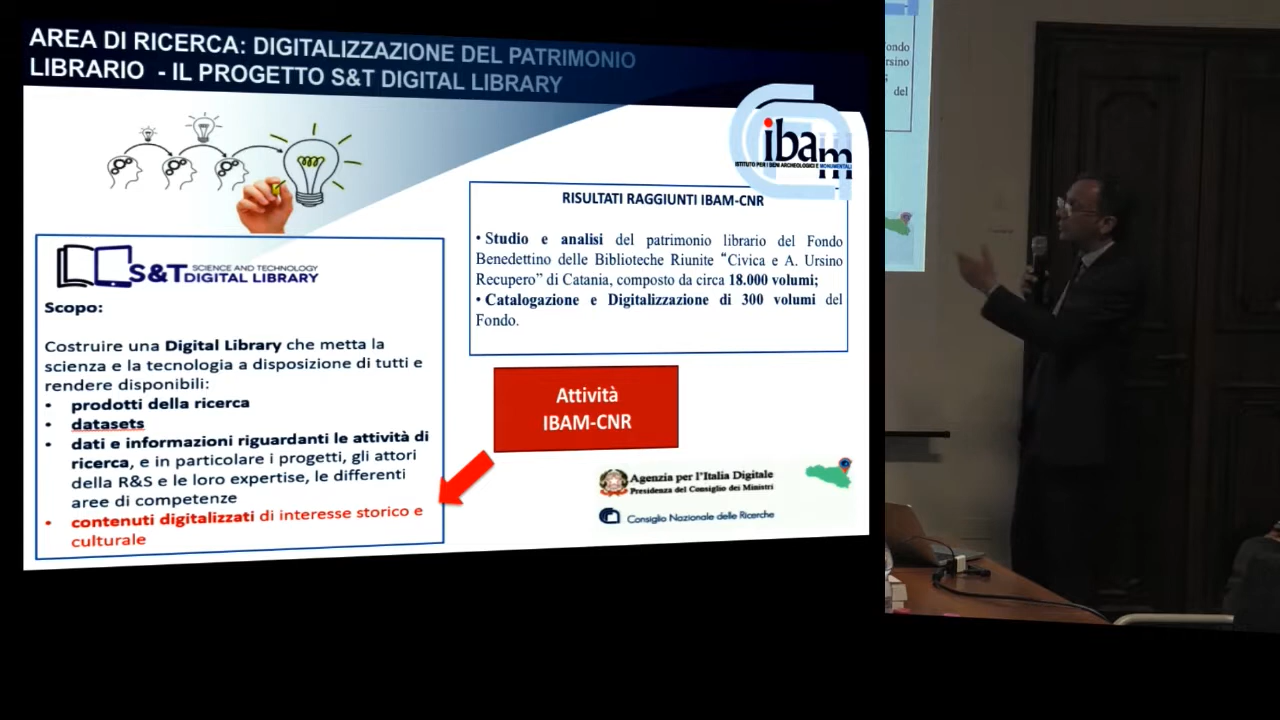 AREA DI RICERCA: DIGITALIZZAZIONE DEL PATRIMONIO
LIBRARIO - IL PROGETTO S&T DIGITAL LIBRARY
ibam
ISTITUTO PER I BENI ARCHEOLOGICI E MONUMENTALI
S&T SCIENCE AND TECHNOLOGY
DIGITAL LIBRARY
Scopo:
Costruire una Digital Library che metta la
scienza e la tecnologia a disposizione di tutti e
rendere disponibili:
• prodotti della ricerca
• datasets
• dati e informazioni riguardanti le attività di
ricerca, e in particolare i progetti, gli attori
della R&S e le loro expertise, le differenti
aree di competenze
• contenuti digitalizzati di interesse storico e
culturale
RISULTATI RAGGIUNTI IBAM-CNR
• Studio e analisi del patrimonio librario del Fondo
Benedettino delle Biblioteche Riunite “Civica e A. Ursino
Recupero” di Catania, composto da circa 18.000 volumi;
• Catalogazione e Digitalizzazione di 300 volumi del
Fondo.
Attività
IBAM-CNR
Agenzia per l'Italia Digitale
Presidenza del Consiglio dei Ministri
Consiglio Nazionale delle Ricerche
ondo
rsino
;
del